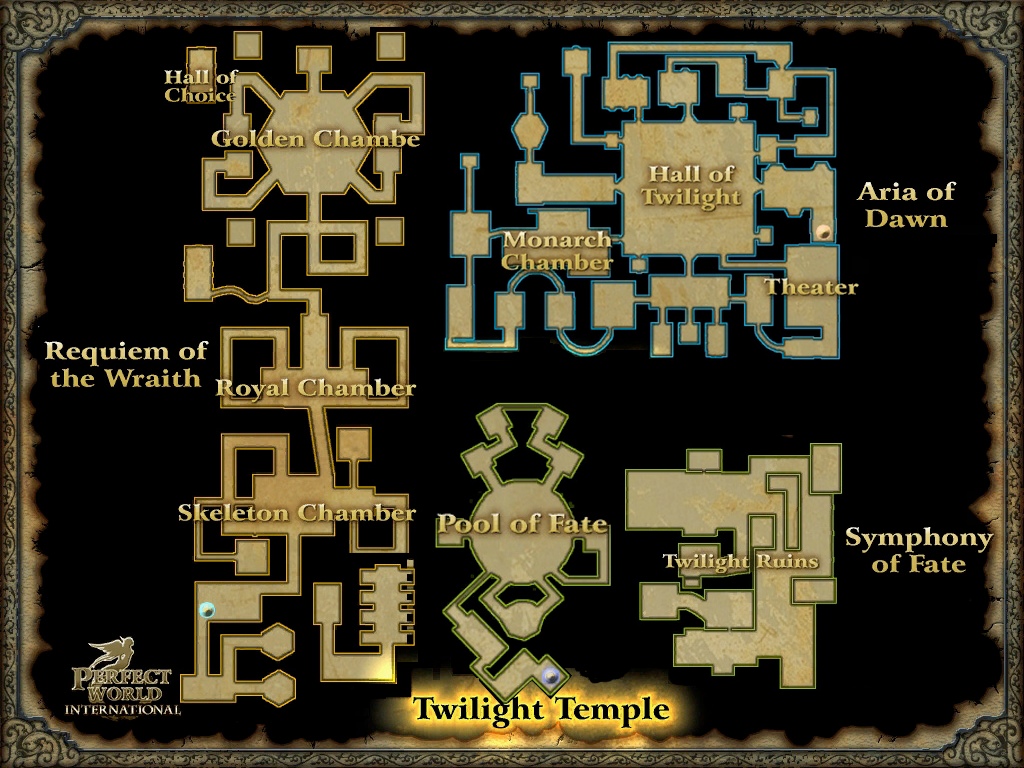 Hall of
Choice
Golden Chambe
Hall of
Twilight
Aria of
Dawn
Monarch
Chamber
Theater
Requiem of
the Wraith
Royal Chamber
Skeleton Chamber
Pool of Fate
Twilight Ruins
Symphony
of Fate
PERFECT
WORLD
INTERNATIONAL
Twilight Temple